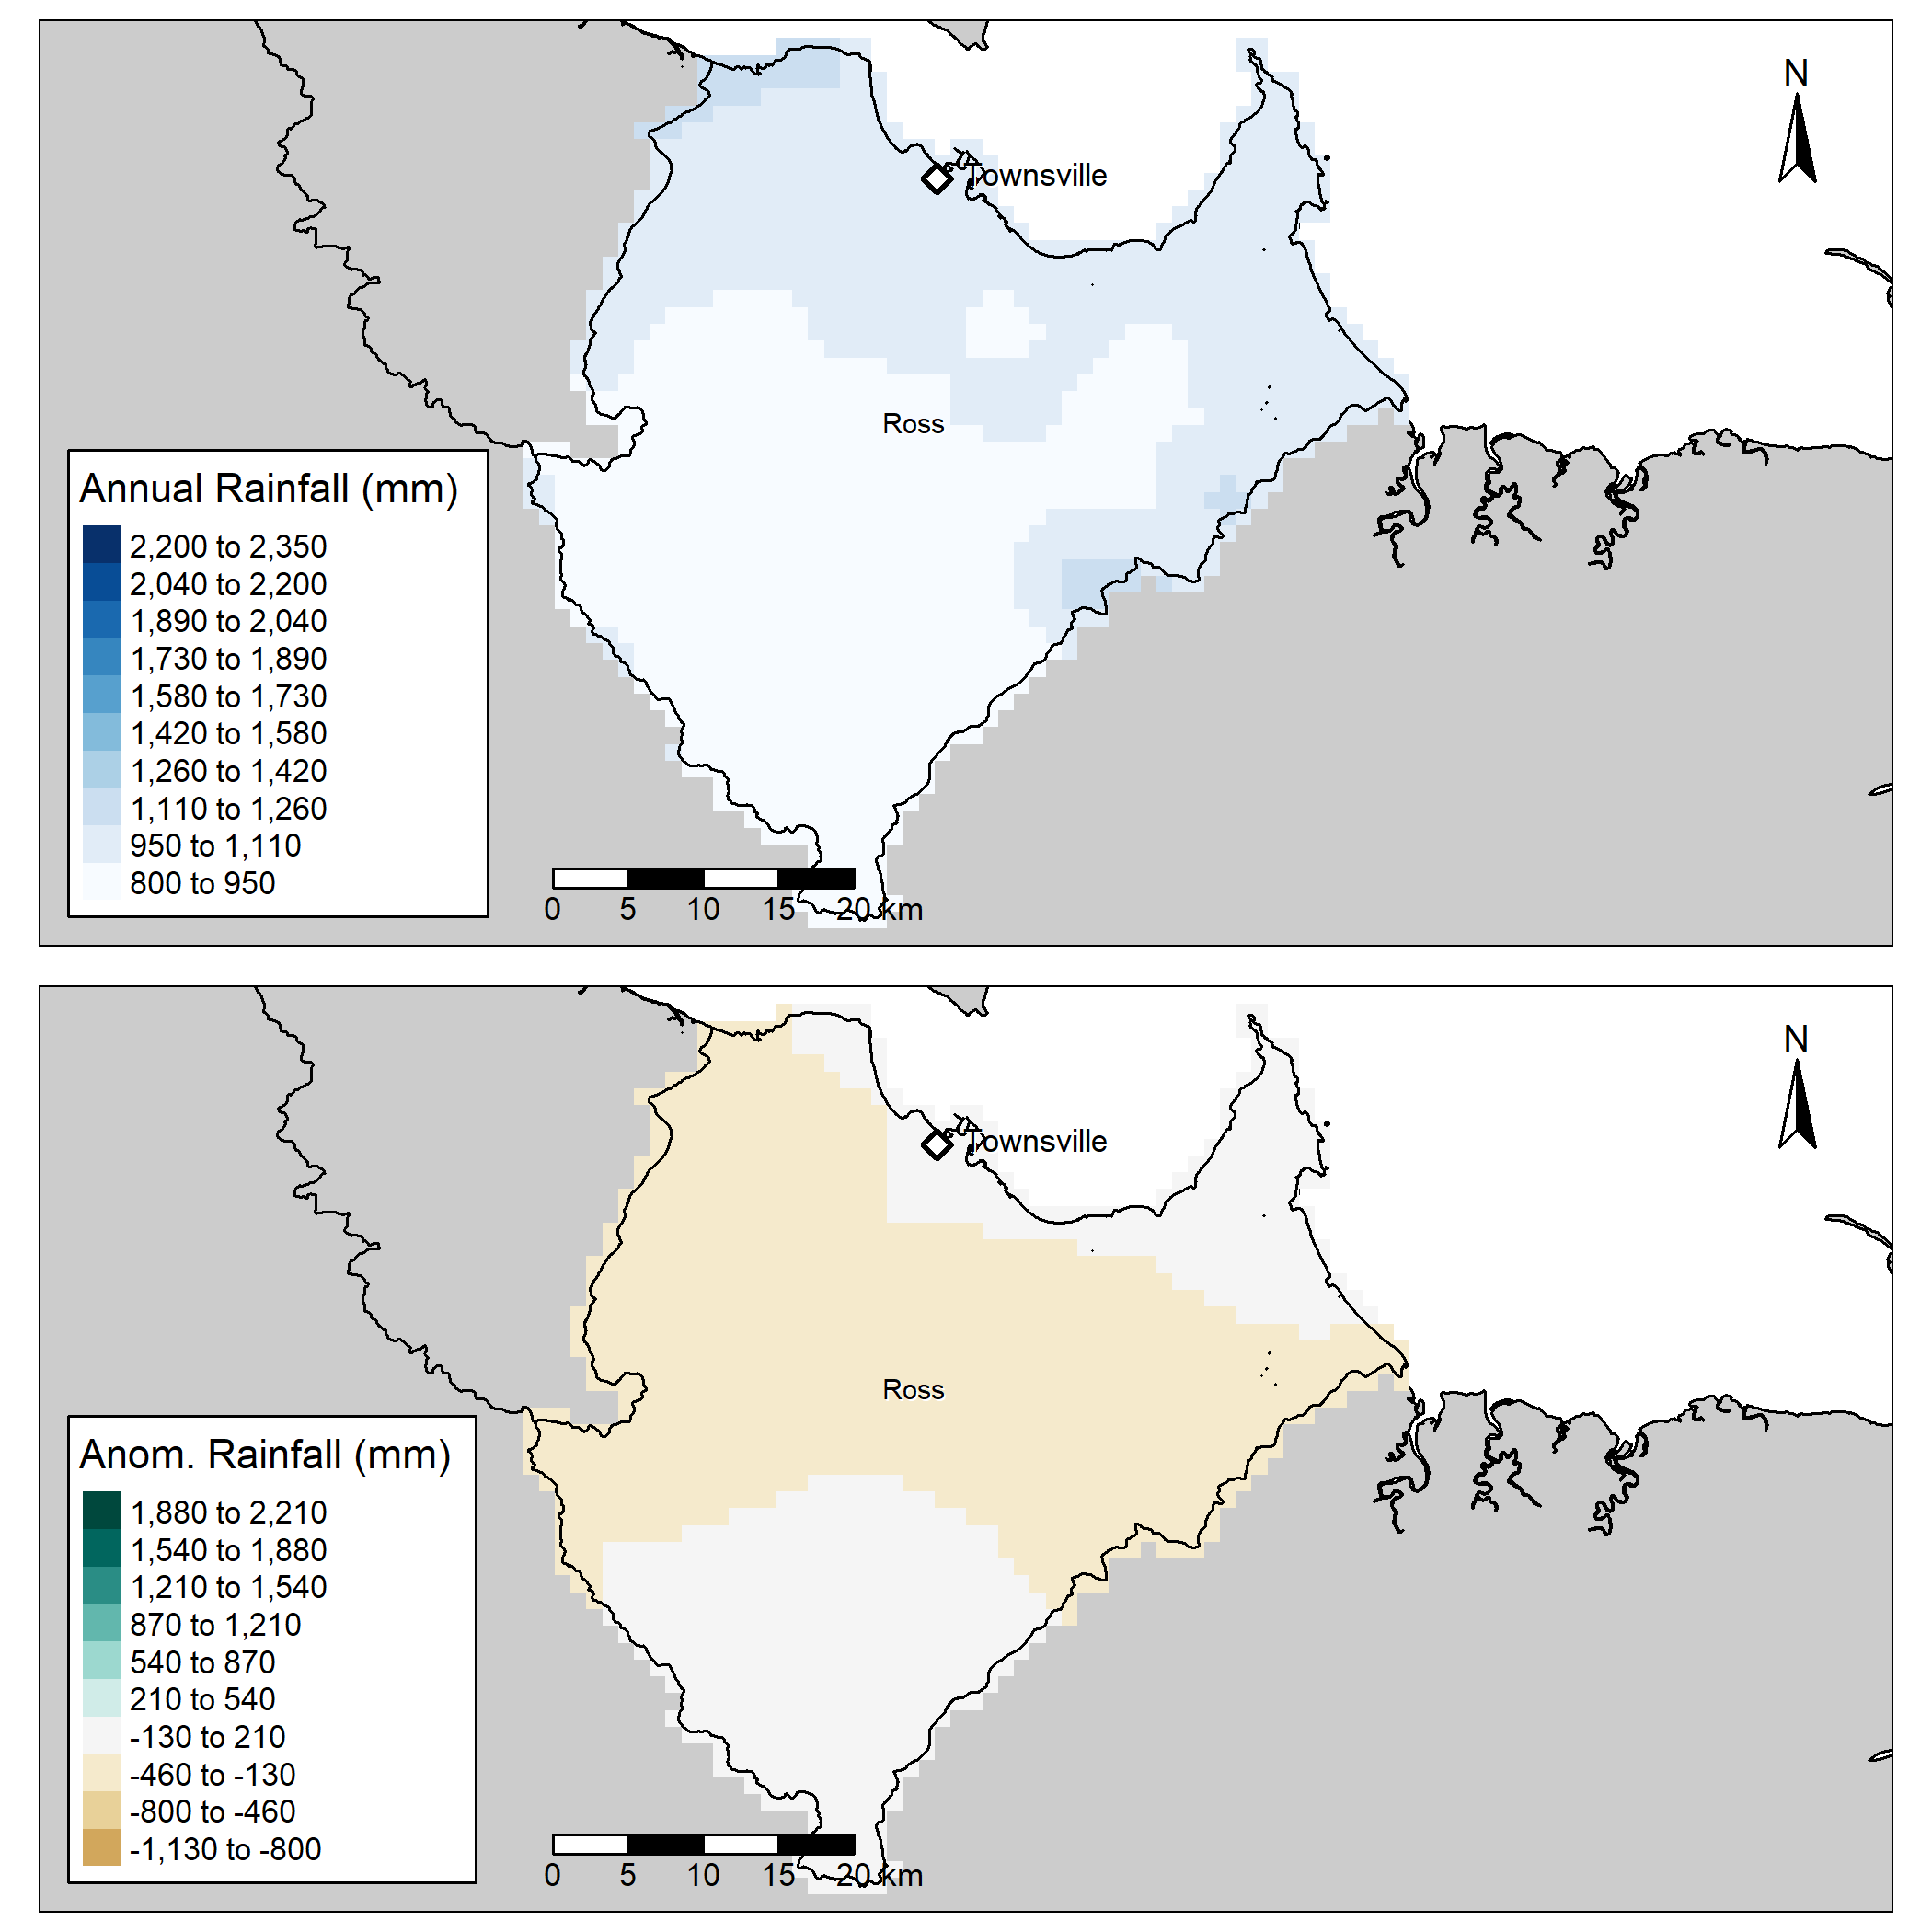 N
Townsville
Ross
Annual Rainfall (mm)
2,200 to 2,350
2,040 to 2,200
1,890 to 2,040
1,730 to 1,890
1,580 to 1,730
1,420 to 1,580
1,260 to 1,420
1,110 to 1,260
950 to 1,110
800 to 950
0 5 10 15 20 km
N
Townsville
Ross
Anom. Rainfall (mm)
1,880 to 2,210
1,540 to 1,880
1,210 to 1,540
870 to 1,210
540 to 870
210 to 540
-130 to 210
-460 to -130
-800 to -460
-1,130 to -800
0 5 10 15 20 km